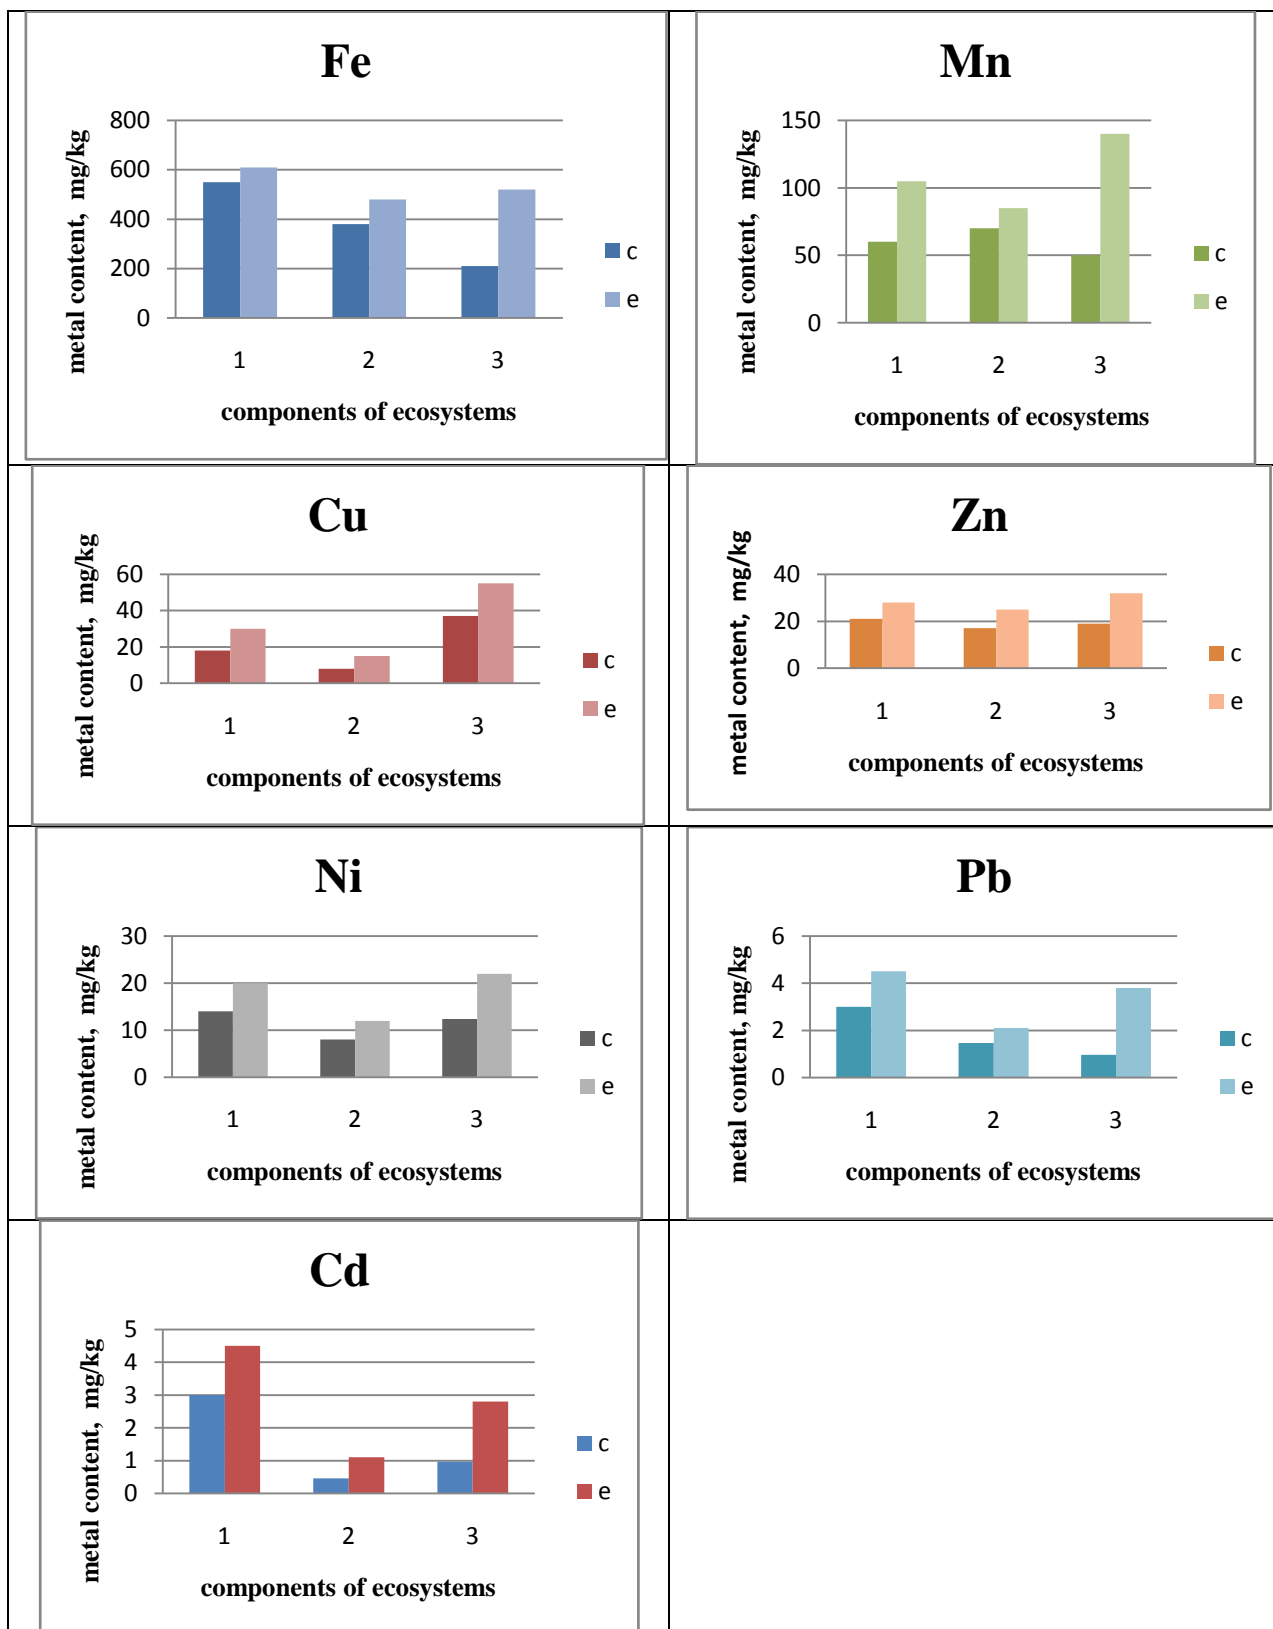 Fe
metal content, mg/kg
800
600
400
200
0
1 2 3
c
e
components of ecosystems
Mn
metal content, mg/kg
150
100
50
0
1 2 3
c
e
components of ecosystems
Cu
metal content, mg/kg
60
40
20
0
1 2 3
c
e
components of ecosystems
Zn
metal content, mg/kg
40
20
0
1 2 3
c
e
components of ecosystems
Ni
metal content, mg/kg
30
20
10
0
1 2 3
c
e
components of ecosystems
Pb
metal content, mg/kg
6
4
2
0
1 2 3
c
e
components of ecosystems
Cd
metal content, mg/kg
5
4
3
2
1
0
1 2 3
c
e
components of ecosystems